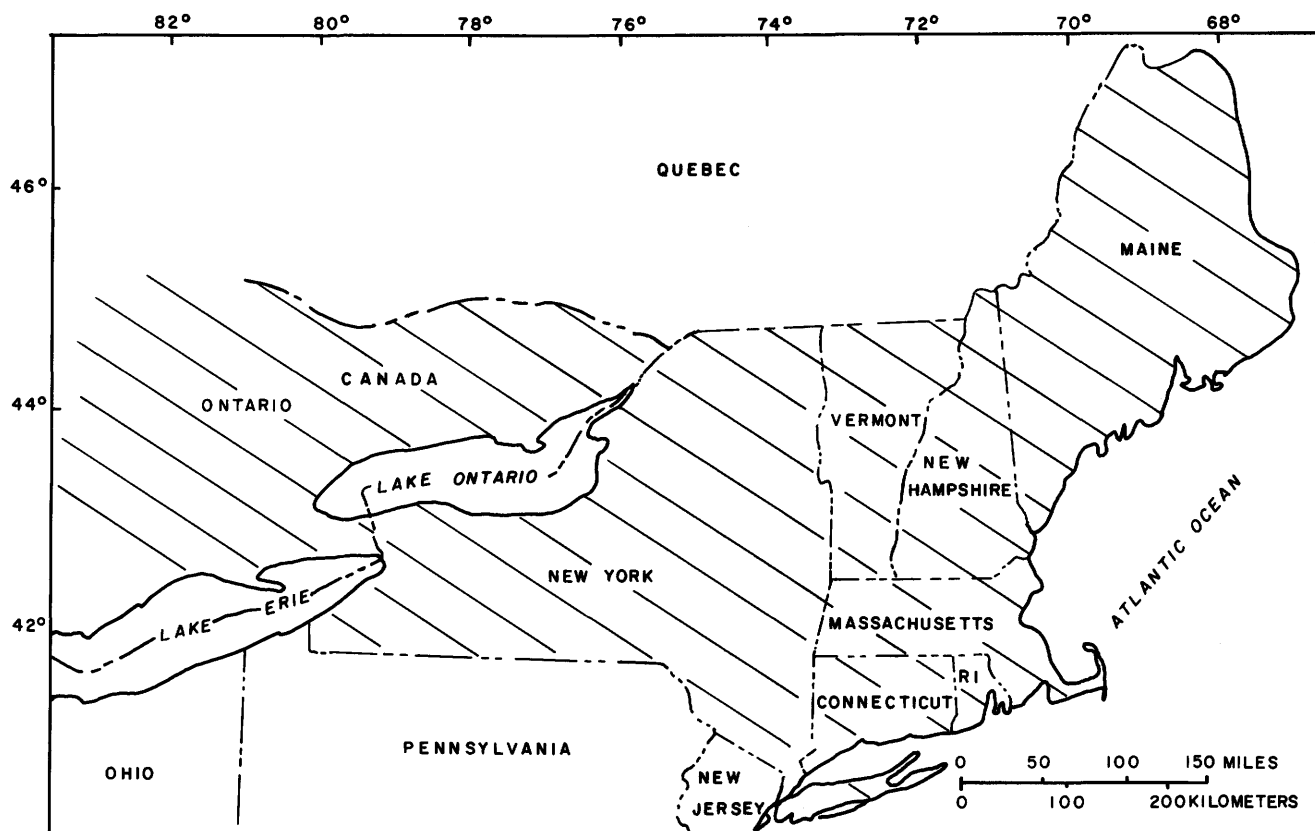 82° 80° 78° 76° 74° 72° 70° 68°
46°
QUEBEC
MAINE
CANADA
44°
ONTARIO
VERMONT
NEW
HAMPSHIRE
LAKE ONTARIO
ATLANTIC OCEAN
NEW YORK
LAKE ERIE
42°
MASSACHUSETTS
RI
CONNECTICUT
PENNSYLVANIA
OHIO
NEW
JERSEY
0 50 100 150 MILES
0 100 200 KILOMETERS